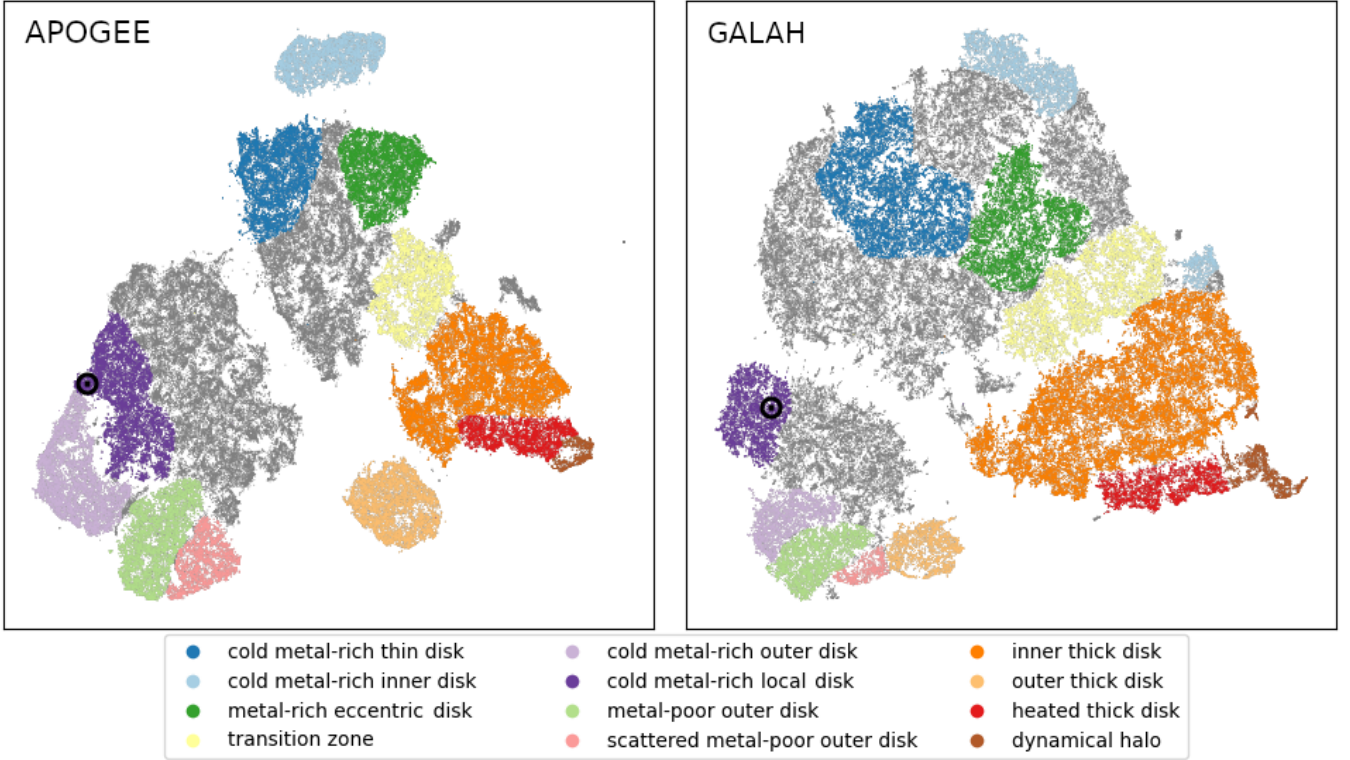 APOGEE
GALAH
cold metal-rich thin disk
cold metal-rich inner disk
metal-rich eccentric disk
transition zone
cold metal-rich outer disk
cold metal-rich local disk
metal-poor outer disk
scattered metal-poor outer disk
inner thick disk
outer thick disk
heated thick disk
dynamical halo